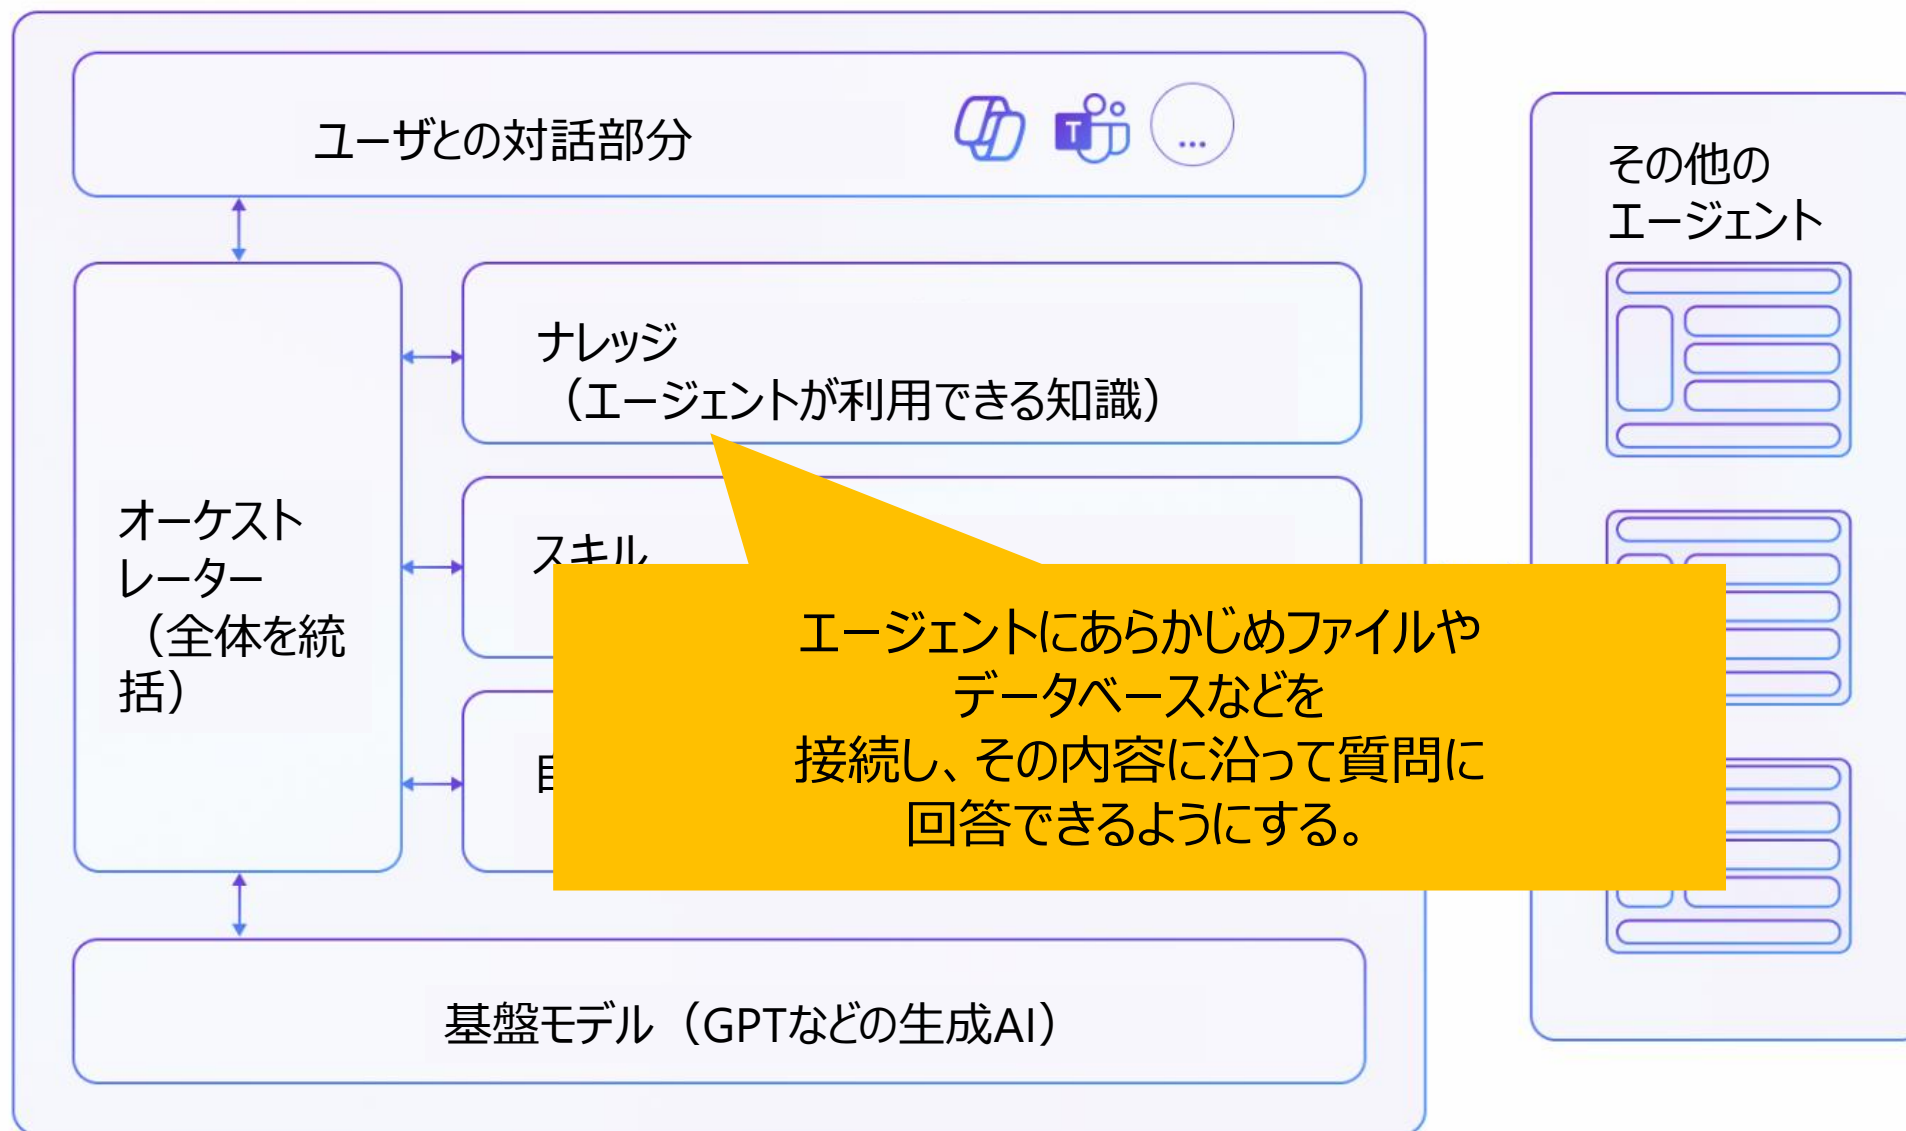 ユーザとの対話部分
T
...
その他の
エージェント
ナレッジ
（エージェントが利用できる知識）
オーケスト
レーター
（全体を統
括）
スキル
エージェントにあらかじめファイルや
データベースなどを
接続し、その内容に沿って質問に
回答できるようにする。
基盤モデル（GPTなどの生成AI）